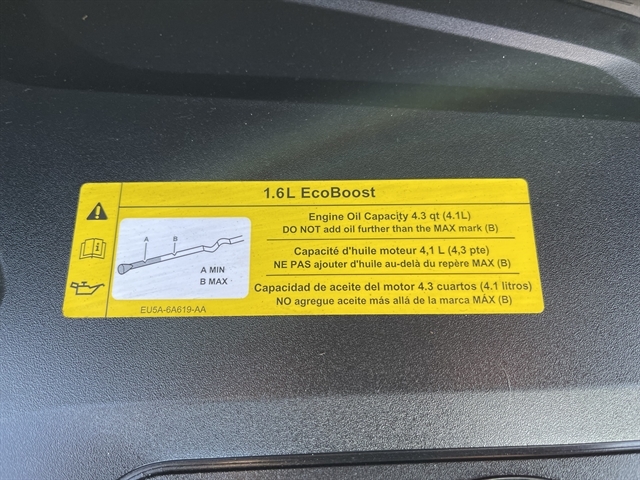 1.6L EcoBoost
A B
A MIN
B MAX
EU5A-6A619-AA
Engine Oil Capacity 4.3 qt (4.1L)
DO NOT add oil further than the MAX mark (B)
Capacité d'huile moteur 4,1 L (4,3 pte)
NE PAS ajouter d'huile au-delà du repère MAX (B)
Capacidad de aceite del motor 4.3 cuartos (4.1 litros)
NO agregue aceite más allá de la marca MÁX (B)